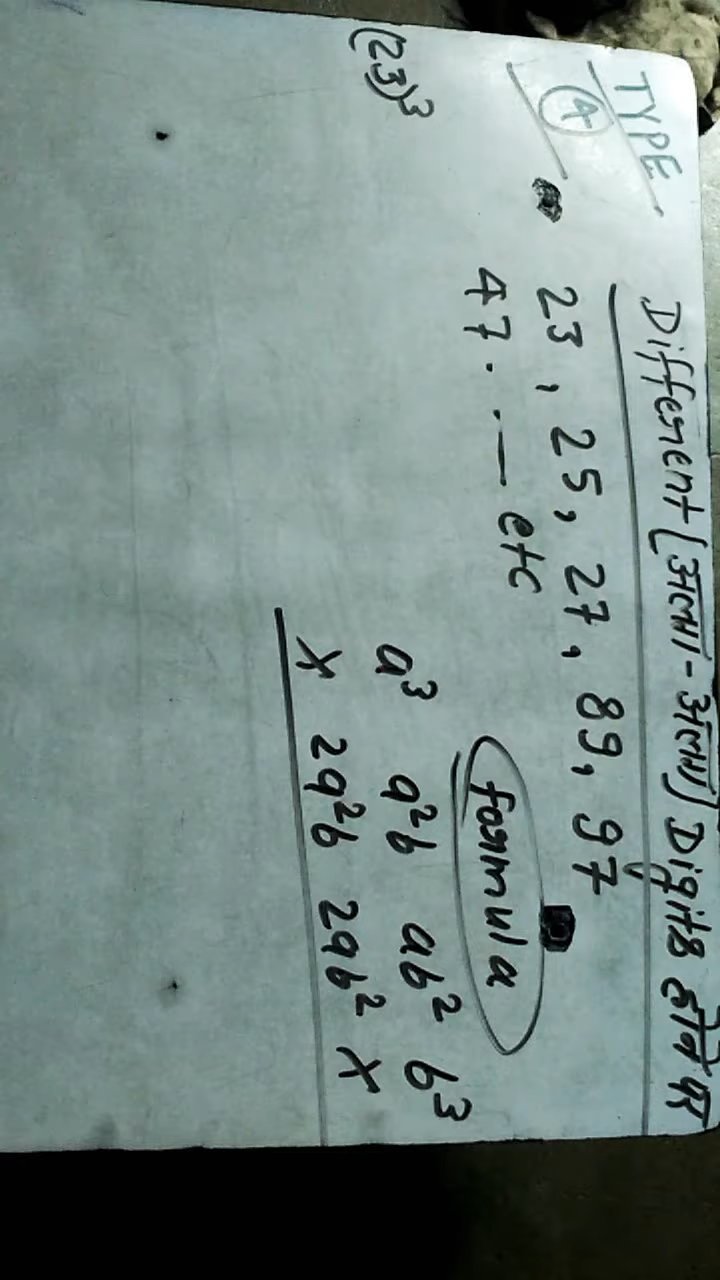 TYPE
4
Different (अलग-अलग) Digits होने पर
23, 25, 27, 89, 97
47 . . — etc
formula
(23)³
a³ a²b ab² b³
x 2a²b 2ab² x